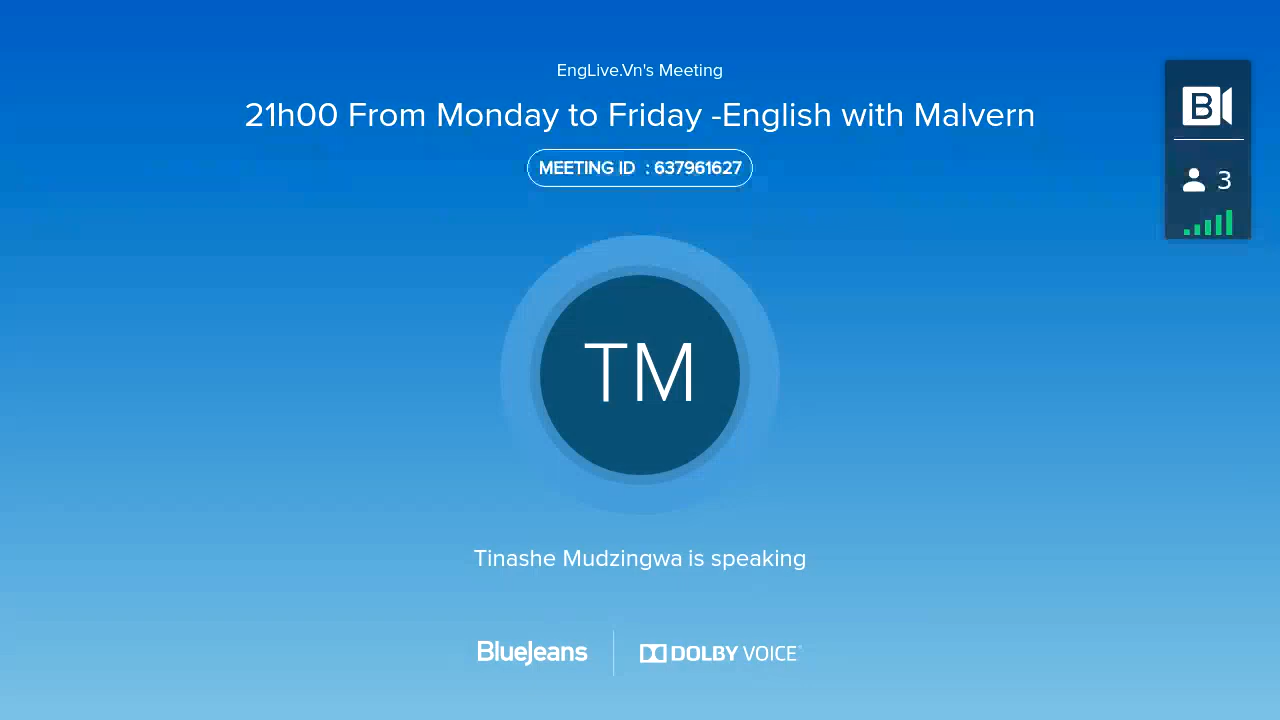 EngLive.Vn's Meeting
21h00 From Monday to Friday -English with Malvern
MEETING ID : 637961627
B
3
TM
Tinashe Mudzingwa is speaking
BlueJeans
DOLBY VOICE